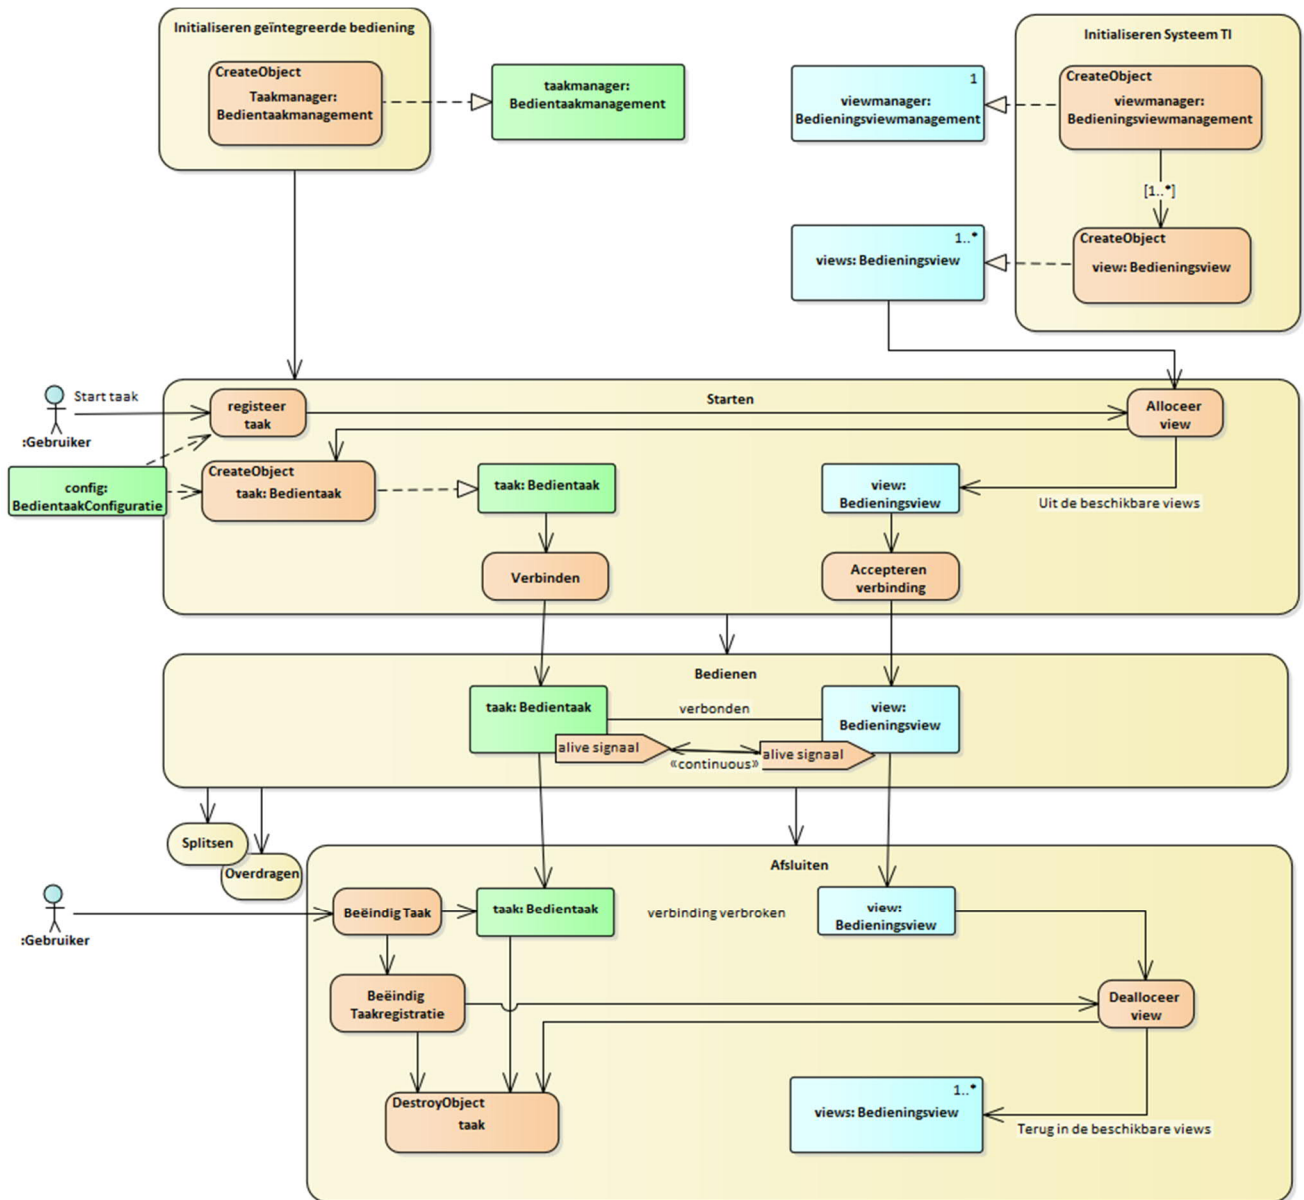 Initialiseren geïntegreerde bediening
CreateObject
Taakmanager:
Bedientaakmanagement
taakmanager:
Bedientaakmanagement
1
viewmanager:
Bedieningsviewmanagement
Initialiseren Systeem TI
CreateObject
viewmanager:
Bedieningsviewmanagement
[1..*]
1..*
views: Bedieningsview
CreateObject
view: Bedieningsview
Starten
Start taak
:Gebruiker
registeer
taak
Alloceer
view
config:
BedientaakConfiguratie
CreateObject
taak: Bedientaak
taak: Bedientaak
view:
Bedieningsview
Uit de beschikbare views
Verbinden
Accepteren
verbinding
Bedienen
taak: Bedientaak
verbonden
view:
Bedieningsview
alive signaal
«continuous»
alive signaal
Splitsen
Overdragen
Afsluiten
:Gebruiker
Beëindig Taak
taak: Bedientaak
verbinding verbroken
view:
Bedieningsview
Beëindig
Taakregistratie
Dealloceer
view
DestroyObject
taak
1..*
views: Bedieningsview
Terug in de beschikbare views